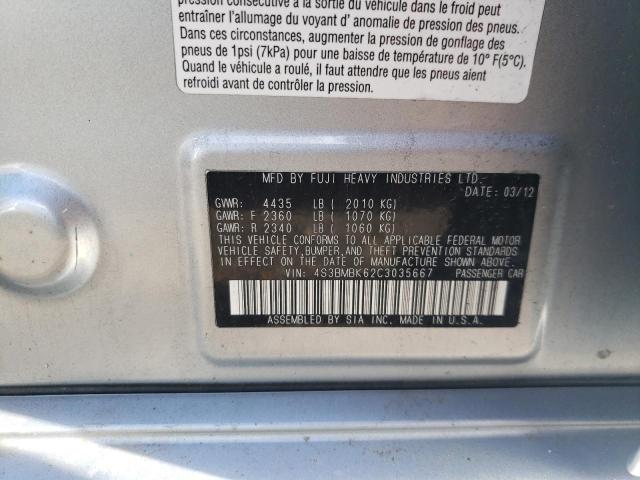 pression consécutive à la sortie du véhicule dans le froid peut
entraîner l'allumage du voyant d' anomalie de pression des pneus.
Dans ces circonstances, augmenter la pression de gonflage des
pneus de 1psi (7kPa) pour une baisse de température de 10° F(5°C).
Quand le véhicule a roulé, il faut attendre que les pneus aient
refroidi avant de contrôler la pression.
MFD BY FUJI HEAVY INDUSTRIES LTD.
DATE: 03/12
GVWR: 4435 LB ( 2010 KG)
GAWR: F 2360 LB ( 1070 KG)
GAWR: R 2340 LB ( 1060 KG)
THIS VEHICLE CONFORMS TO ALL APPLICABLE FEDERAL MOTOR
VEHICLE SAFETY,BUMPER,AND THEFT PREVENTION STANDARDS
IN EFFECT ON THE DATE OF MANUFACTURE SHOWN ABOVE.
VIN: 4S3BMBK62C3035667 PASSENGER CAR
ASSEMBLED BY SIA INC. MADE IN U.S.A.